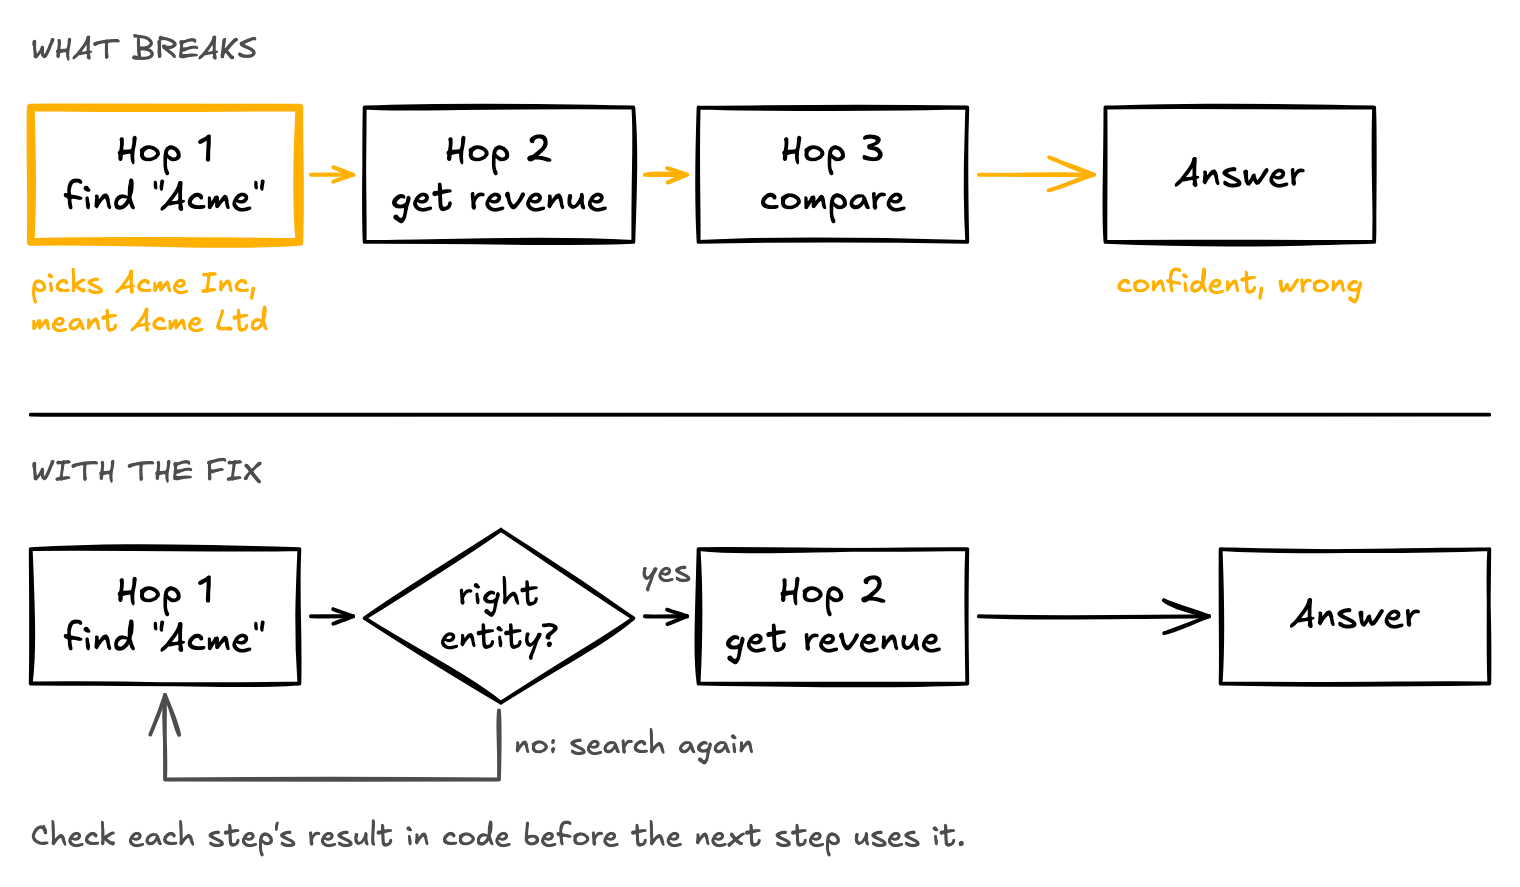 WHAT BREAKS
Hop 1
find "Acme"
Hop 2
get revenue
Hop 3
compare
Answer
picks Acme Inc,
meant Acme Ltd
confident, wrong
WITH THE FIX
Hop 1
find "Acme"
right
entity?
yes
Hop 2
get revenue
Answer
no: search again
Check each step's result in code before the next step uses it.